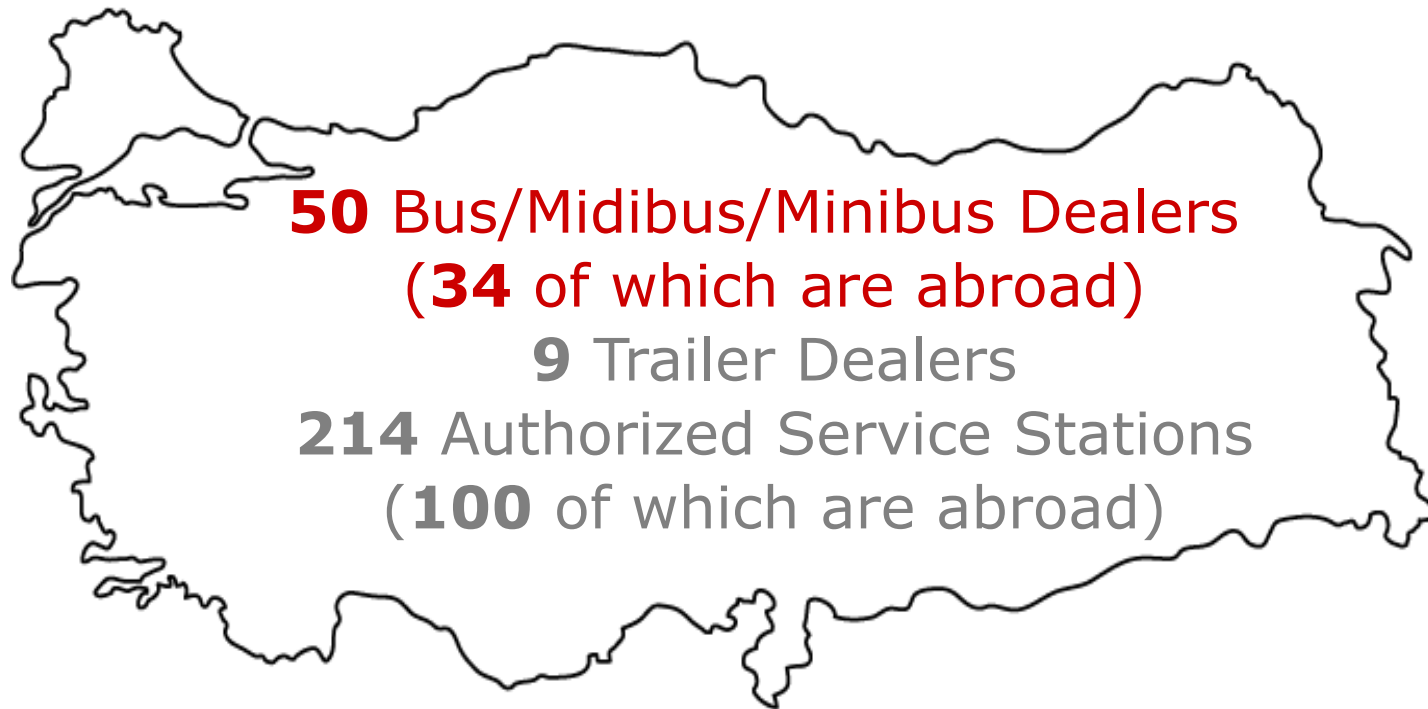 50 Bus/Midibus/Minibus Dealers
(34 of which are abroad)
9 Trailer Dealers
214 Authorized Service Stations
(100 of which are abroad)